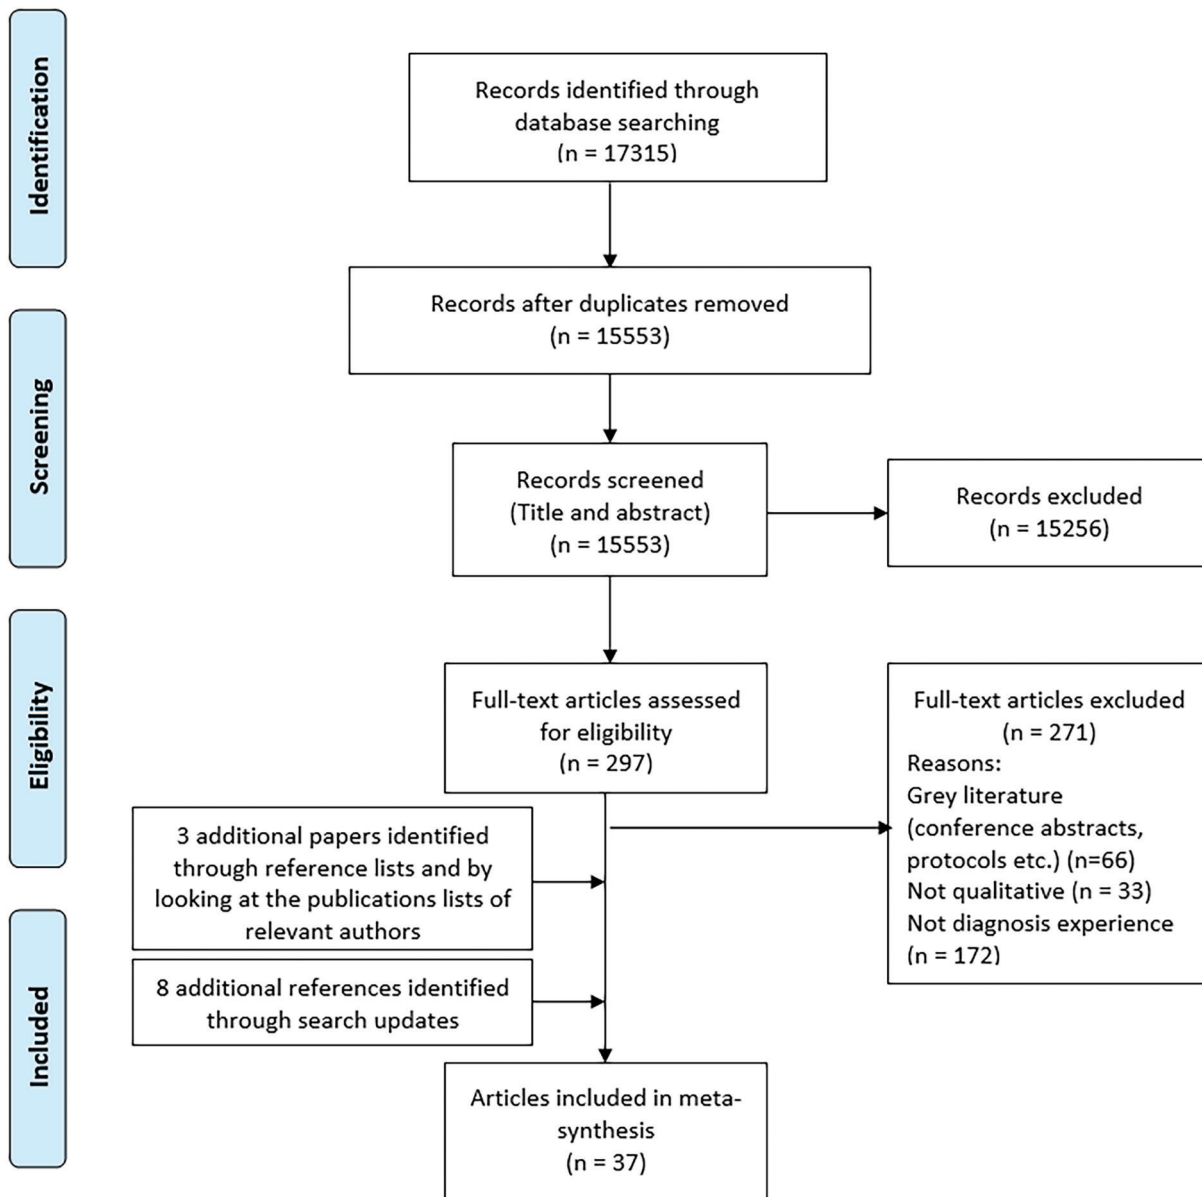 Identification
Records identified through
database searching
(n = 17315)
Records after duplicates removed
(n = 15553)
Screening
Records screened
(Title and abstract)
(n = 15553)
Records excluded
(n = 15256)
Eligibility
Full-text articles assessed
for eligibility
(n = 297)
Full-text articles excluded
(n = 271)
Reasons:
Grey literature
(conference abstracts,
protocols etc.) (n=66)
Not qualitative (n = 33)
Not diagnosis experience
(n = 172)
3 additional papers identified
through reference lists and by
looking at the publications lists of
relevant authors
8 additional references identified
through search updates
Included
Articles included in meta-
synthesis
(n = 37)